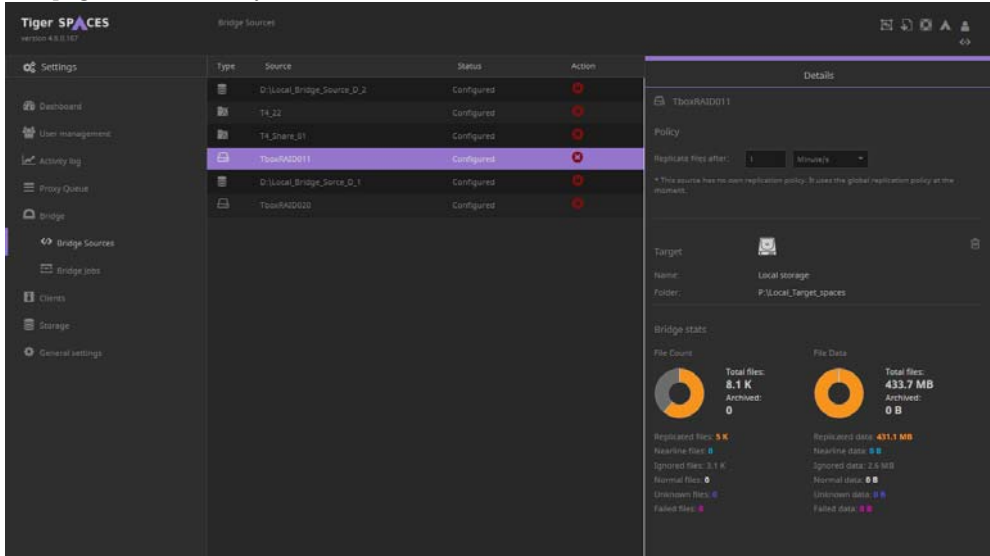 Tiger SPACES
version 4.0.0.167
Bridge Sources
Settings
Dashboard
User management
Activity log
Proxy Queue
Bridge
Bridge Sources
Bridge jobs
Clients
Storage
General settings
Type Source Status Action
D:\Local_Bridge_Source_D_2 Configured
T4_22 Configured
T4_Share_01 Configured
TboxRAID011 Configured
D:\Local_Bridge_Sorce_D_1 Configured
TboxRAID020 Configured
Details
TboxRAID011
Policy
Replicate files after: 1 Minute/s
* This source has no own replication policy. It uses the global replication policy at the
moment.
Target
Name: Local storage
Folder: P:\Local_Target_spaces
Bridge stats
File Count File Data
Total files: Total files:
8.1 K 433.7 MB
Archived: Archived:
0 0 B
Replicated files: 5 K Replicated data: 431.1 MB
Nearline files: 0 Nearline data: 0 B
Ignored files: 3.1 K Ignored data: 2.6 MB
Normal files: 0 Normal data: 0 B
Unknown files: 0 Unknown data: 0 B
Failed files: 0 Failed data: 0 B